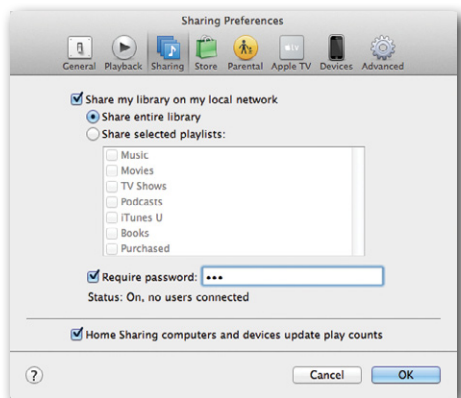 Sharing Preferences
General Playback Sharing Store Parental Apple TV Devices Advanced
Share my library on my local network
Share entire library
Share selected playlists:
Music
Movies
TV Shows
Podcasts
iTunes U
Books
Purchased
Require password: •••
Status: On, no users connected
Home Sharing computers and devices update play counts
? Cancel OK